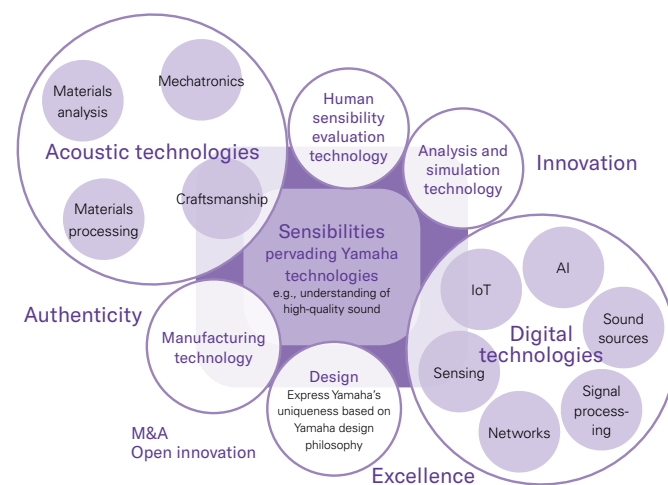 Materials
analysis
Mechatronics
Acoustic technologies
Materials
processing
Craftsmanship
Human
sensibility
evaluation
technology
Analysis and
simulation
technology
Innovation
Sensibilities
pervading Yamaha
technologies
e.g., understanding of
high-quality sound
Authenticity
Manufacturing
technology
Design
Express Yamaha's
uniqueness based on
Yamaha design
philosophy
IoT
AI
Sound
sources
Digital
technologies
Sensing
Signal
process-
ing
Networks
M&A
Open innovation
Excellence